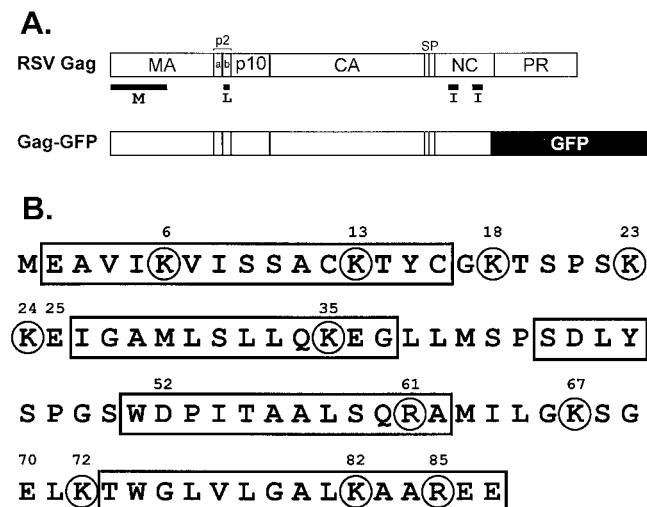 A.
p2 SP
RSV Gag MA a b p10 CA NC PR
M L I I
Gag-GFP GFP
B.
6 13 18 23
M E A V I K V I S S A C K T Y C G K T S P S K
24 25 35
K E I G A M L S L L Q K E G L L M S P S D L Y
52 61 67
S P G S W D P I T A A L S Q R A M I L G K S G
70 72 82 85
E L K T W G L V L G A L K A A R E E